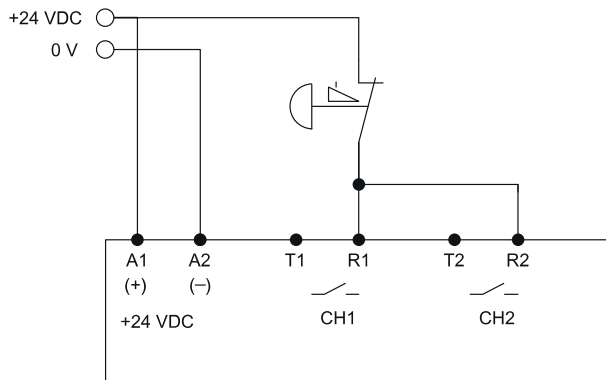 +24 VDC
0 V
A1 A2 T1 R1 T2 R2
(+) (–)
+24 VDC CH1 CH2